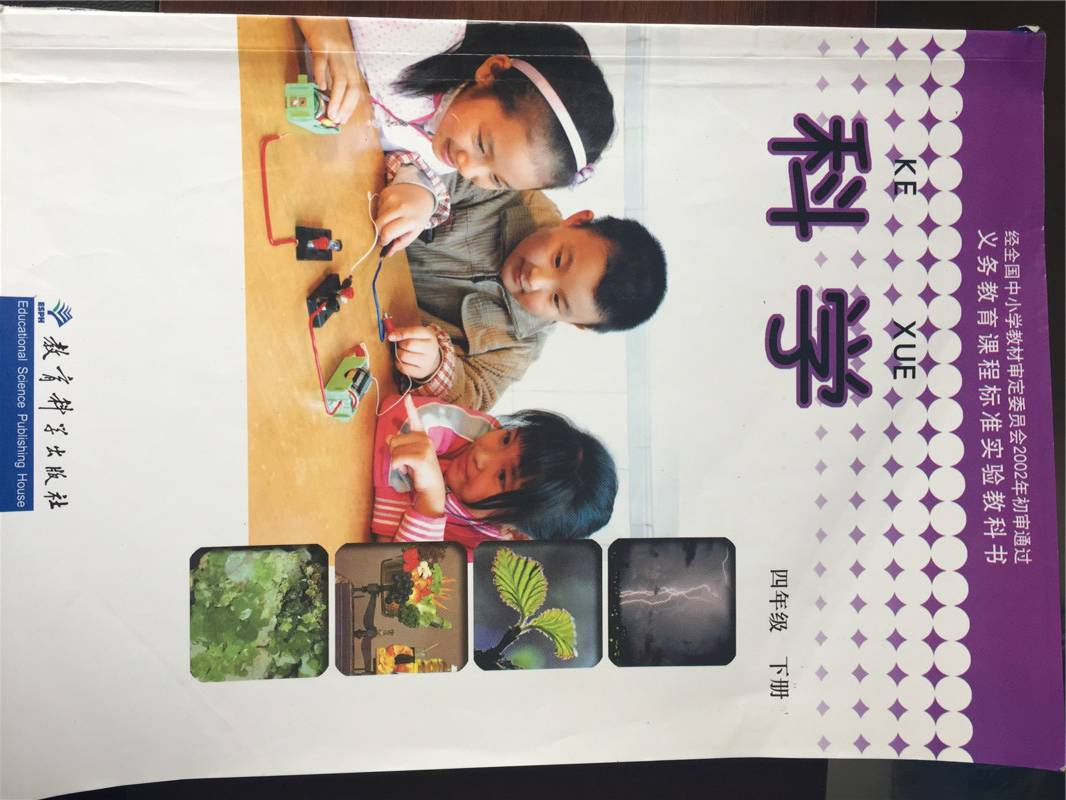 经全国中小学教材审定委员会2002年初审通过
义务教育课程标准实验教科书
KE XUE
科学
四年级 下册
ESPH
教育科学出版社
Educational Science Publishing House